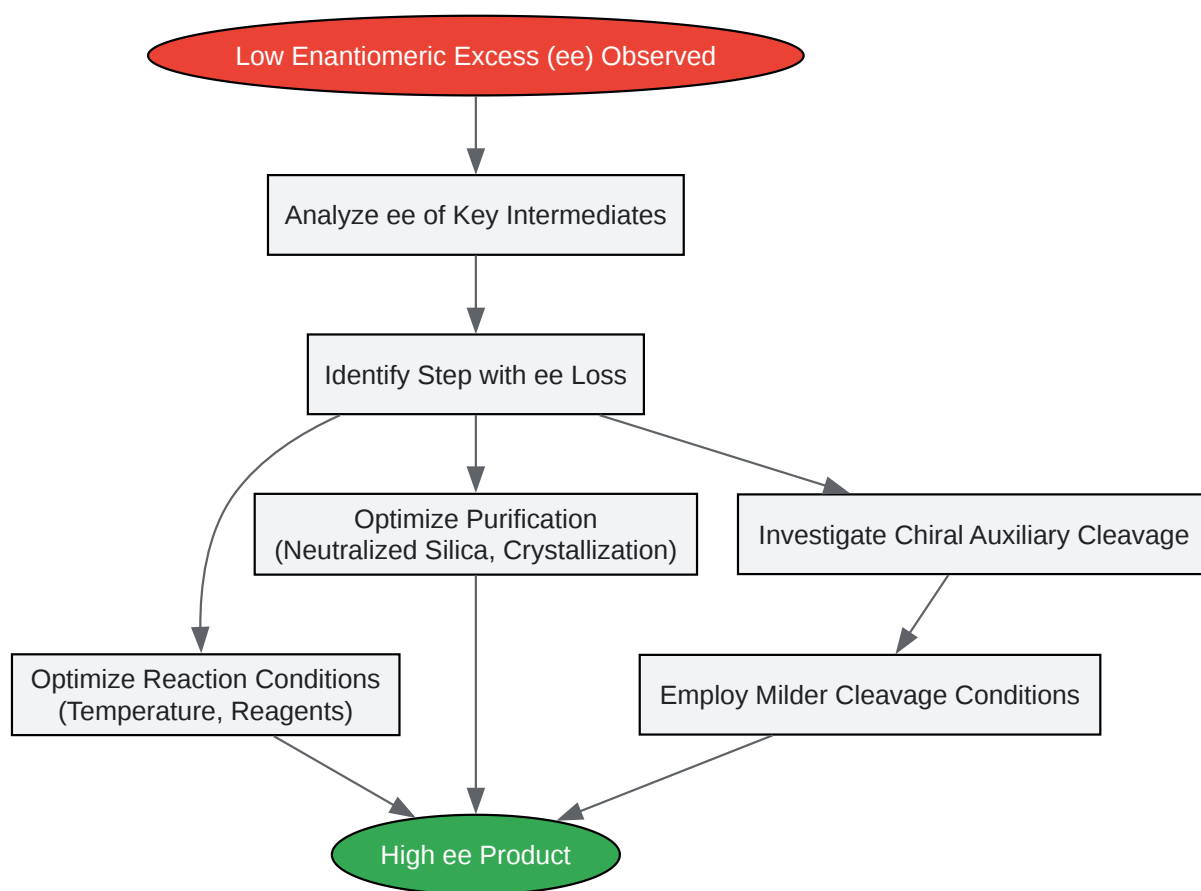 Low Enantiomeric Excess (ee) Observed
Analyze ee of Key Intermediates
Identify Step with ee Loss
Optimize Purification
(Neutralized Silica, Crystallization)
Investigate Chiral Auxiliary Cleavage
Optimize Reaction Conditions
(Temperature, Reagents)
Employ Milder Cleavage Conditions
High ee Product